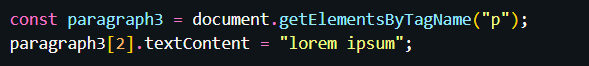 const paragraph3 = document.getElementsByTagName("p");
paragraph3[2].textContent = "lorem ipsum";